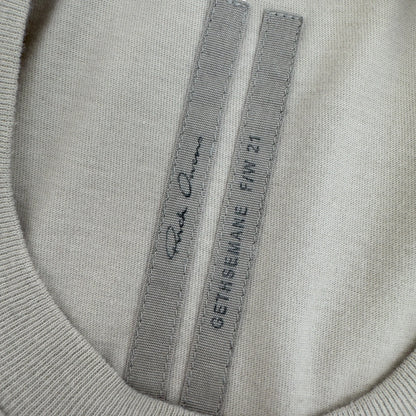 Rick Owens
GETHSEMANE F/W 21